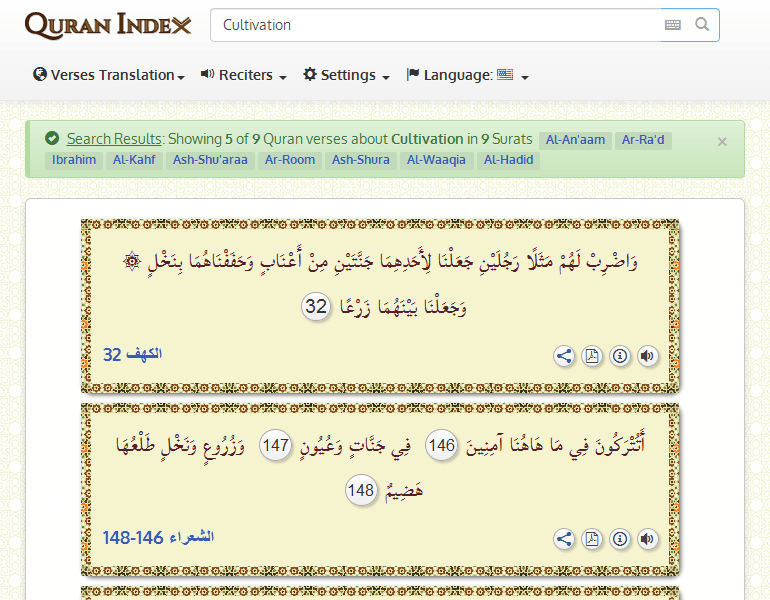 QURAN INDEX
Cultivation
Verses Translation Reciters Settings Language:
Search Results: Showing 5 of 9 Quran verses about Cultivation in 9 Surats Al-An'aam Ar-Ra'd
Ibrahim Al-Kahf Ash-Shu'araa Ar-Room Ash-Shura Al-Waaqia Al-Hadid
×
۞ وَاضْرِبْ لَهُمْ مَثَلًا رَجُلَيْنِ جَعَلْنَا لِأَحَدِهِمَا جَنَّتَيْنِ مِنْ أَعْنَابٍ وَحَفَفْنَاهُمَا بِنَخْلٍ
وَجَعَلْنَا بَيْنَهُمَا زَرْعًا 32
الكهف 32
أَتُتْرَكُونَ فِي مَا هَاهُنَا آمِنِينَ 146 فِي جَنَّاتٍ وَعُيُونٍ 147 وَزُرُوعٍ وَنَخْلٍ طَلْعُهَا
هَضِيمٌ 148
الشعراء 146-148